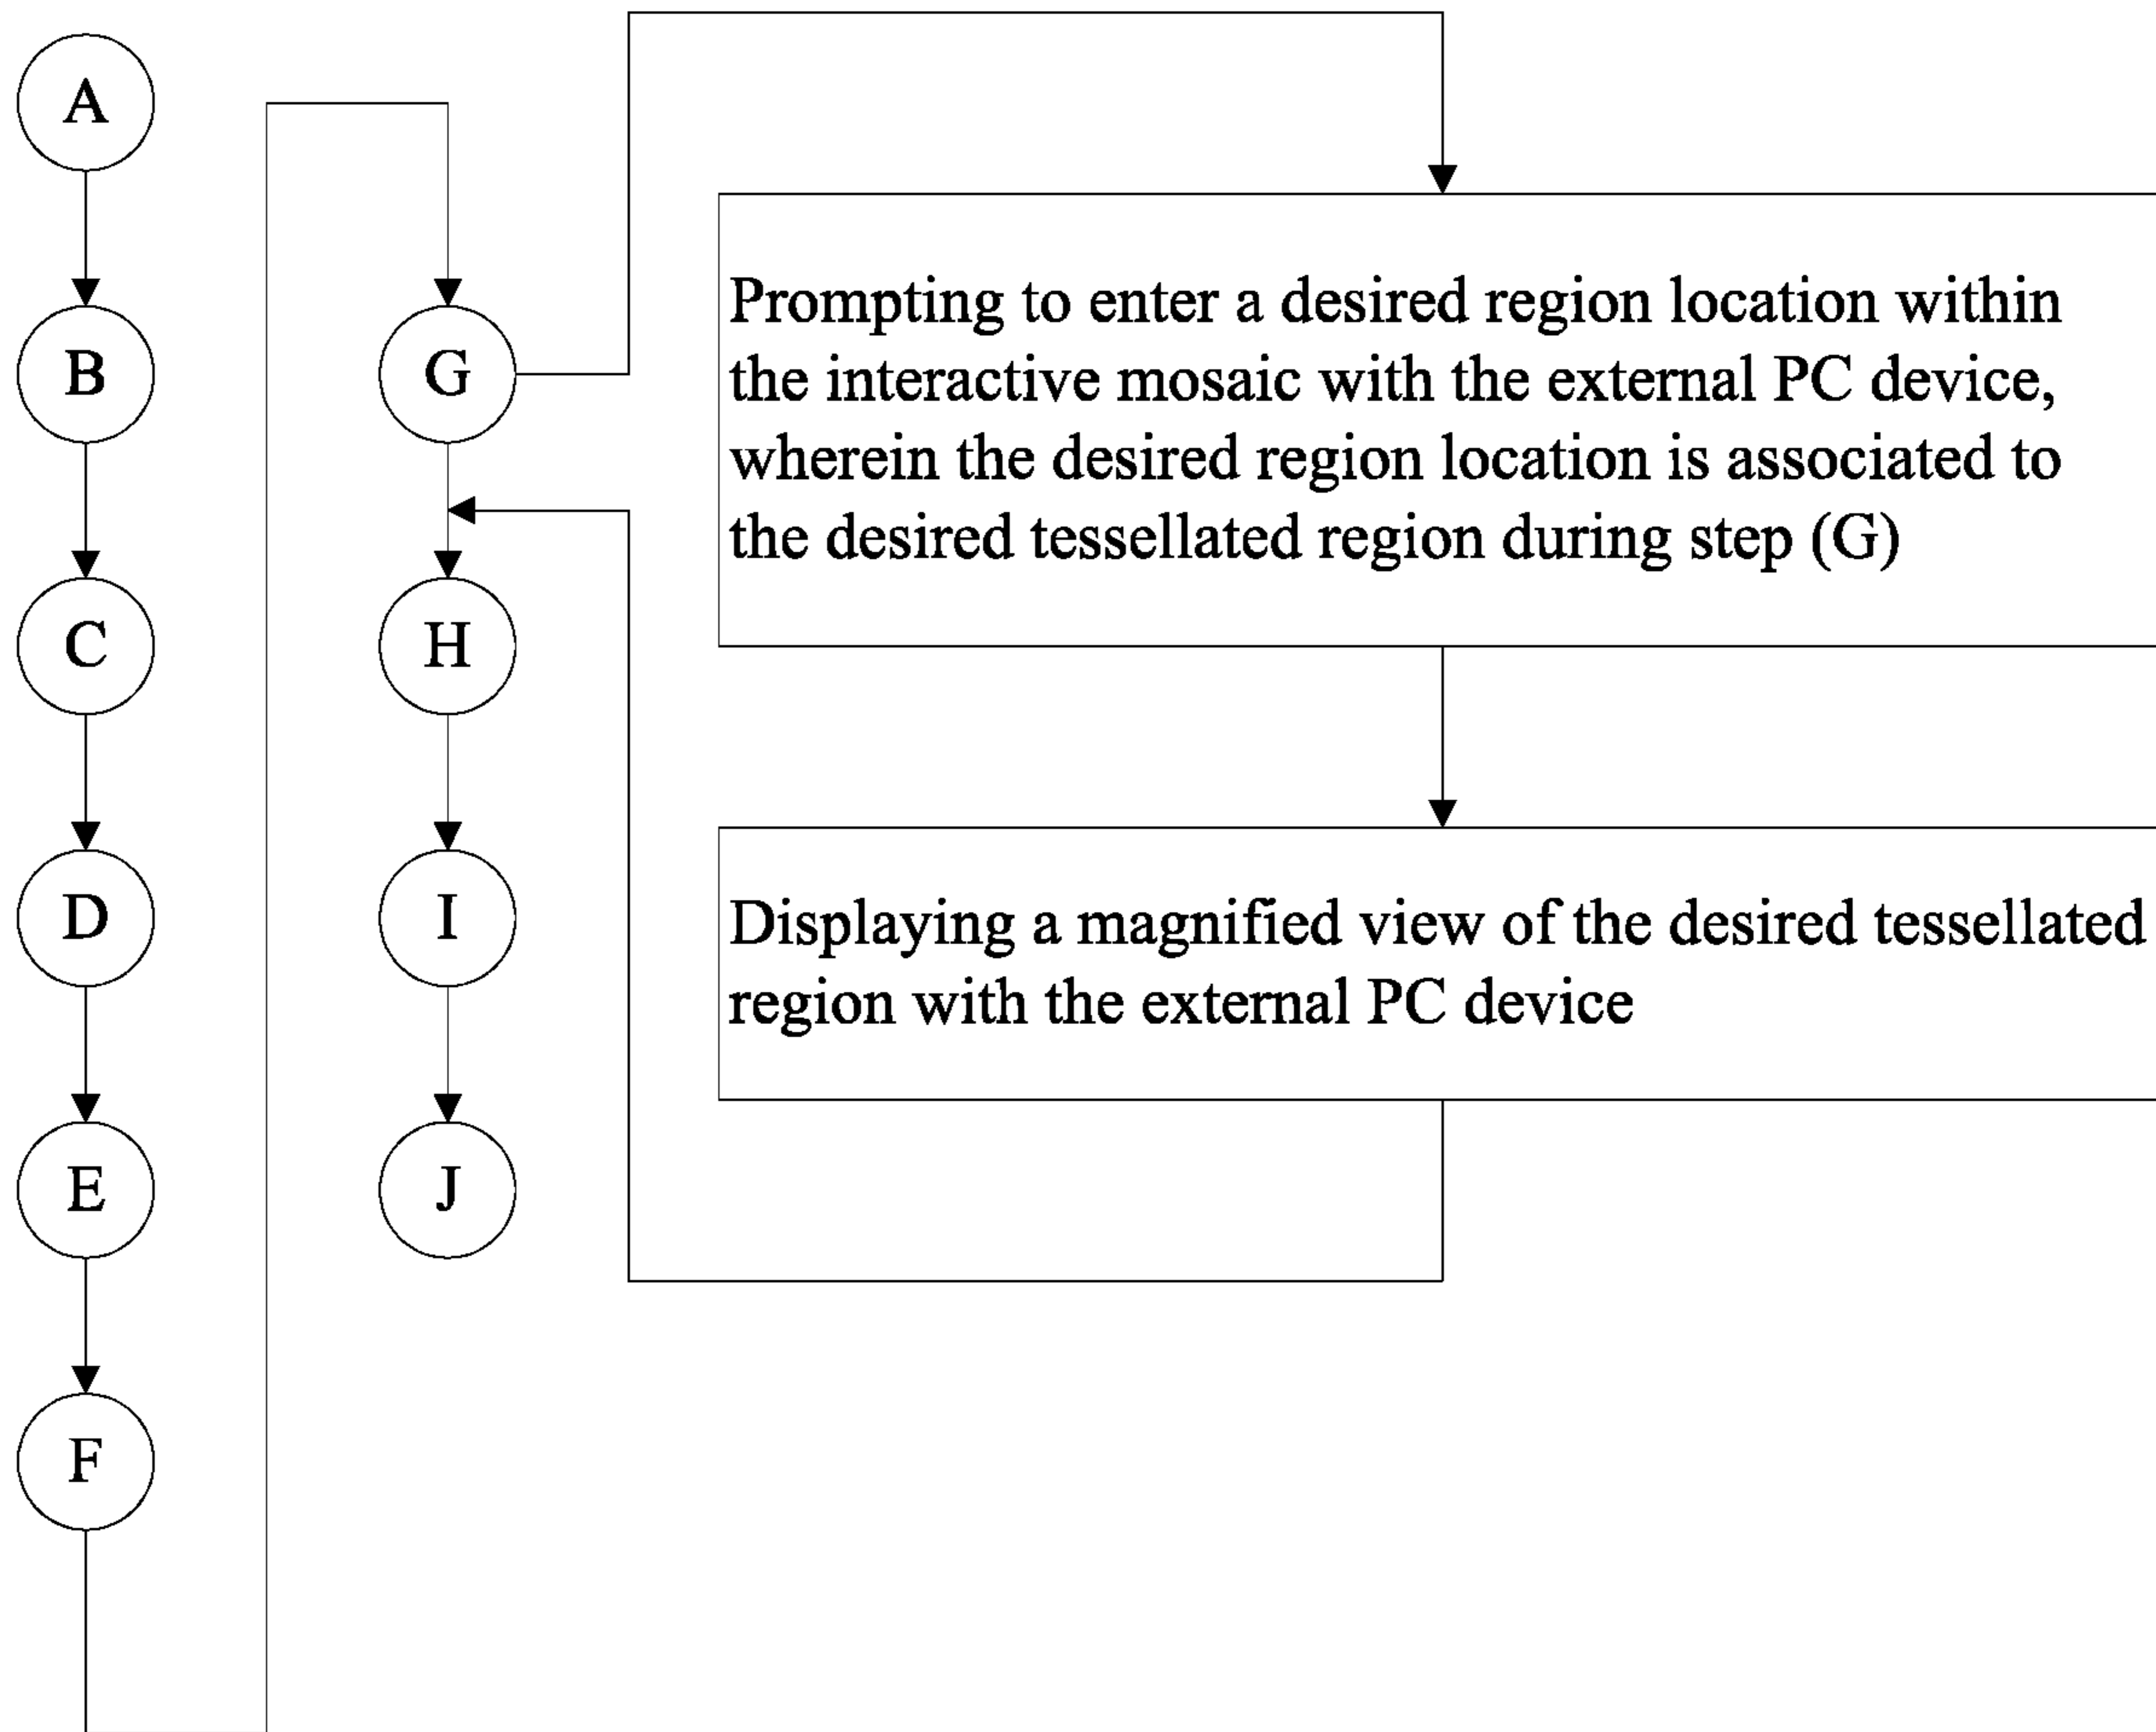 A
B
C
D
E
F
G
H
I
J
Prompting to enter a desired region location within
the interactive mosaic with the external PC device,
wherein the desired region location is associated to
the desired tessellated region during step (G)
Displaying a magnified view of the desired tessellated
region with the external PC device